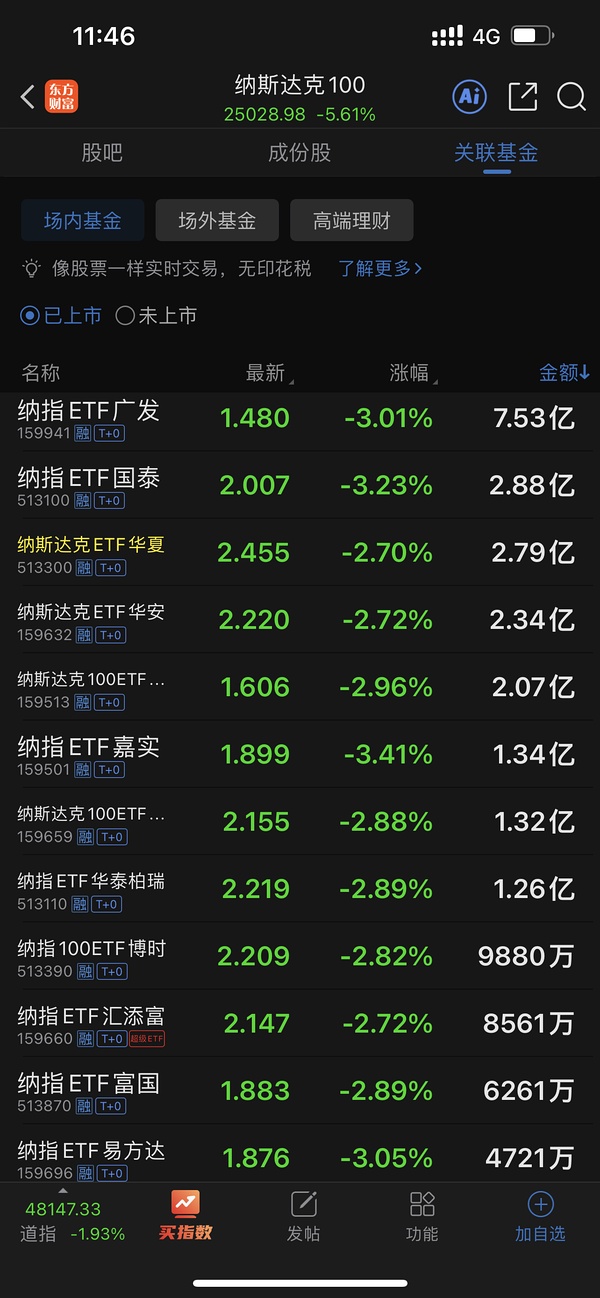 11:46
4G
东方财富
纳斯达克100
25028.98 -5.61%
Ai
股吧 成份股 关联基金
场内基金 场外基金 高端理财
像股票一样实时交易，无印花税 了解更多>
已上市 未上市
名称 最新 涨幅 金额↓
纳指ETF广发 1.480 -3.01% 7.53亿
159941 融 T+0
纳指ETF国泰 2.007 -3.23% 2.88亿
513100 融 T+0
纳斯达克ETF华夏 2.455 -2.70% 2.79亿
513300 融 T+0
纳斯达克ETF华安 2.220 -2.72% 2.34亿
159632 融 T+0
纳斯达克100ETF... 1.606 -2.96% 2.07亿
159513 融 T+0
纳指ETF嘉实 1.899 -3.41% 1.34亿
159501 融 T+0
纳斯达克100ETF... 2.155 -2.88% 1.32亿
159659 融 T+0
纳指ETF华泰柏瑞 2.219 -2.89% 1.26亿
513110 融 T+0
纳指100ETF博时 2.209 -2.82% 9880万
513390 融 T+0
纳指ETF汇添富 2.147 -2.72% 8561万
159660 融 T+0 超级ETF
纳指ETF富国 1.883 -2.89% 6261万
513870 融 T+0
纳指ETF易方达 1.876 -3.05% 4721万
159696 融 T+0
48147.33
道指 -1.93%
买指数 发帖 功能 加自选